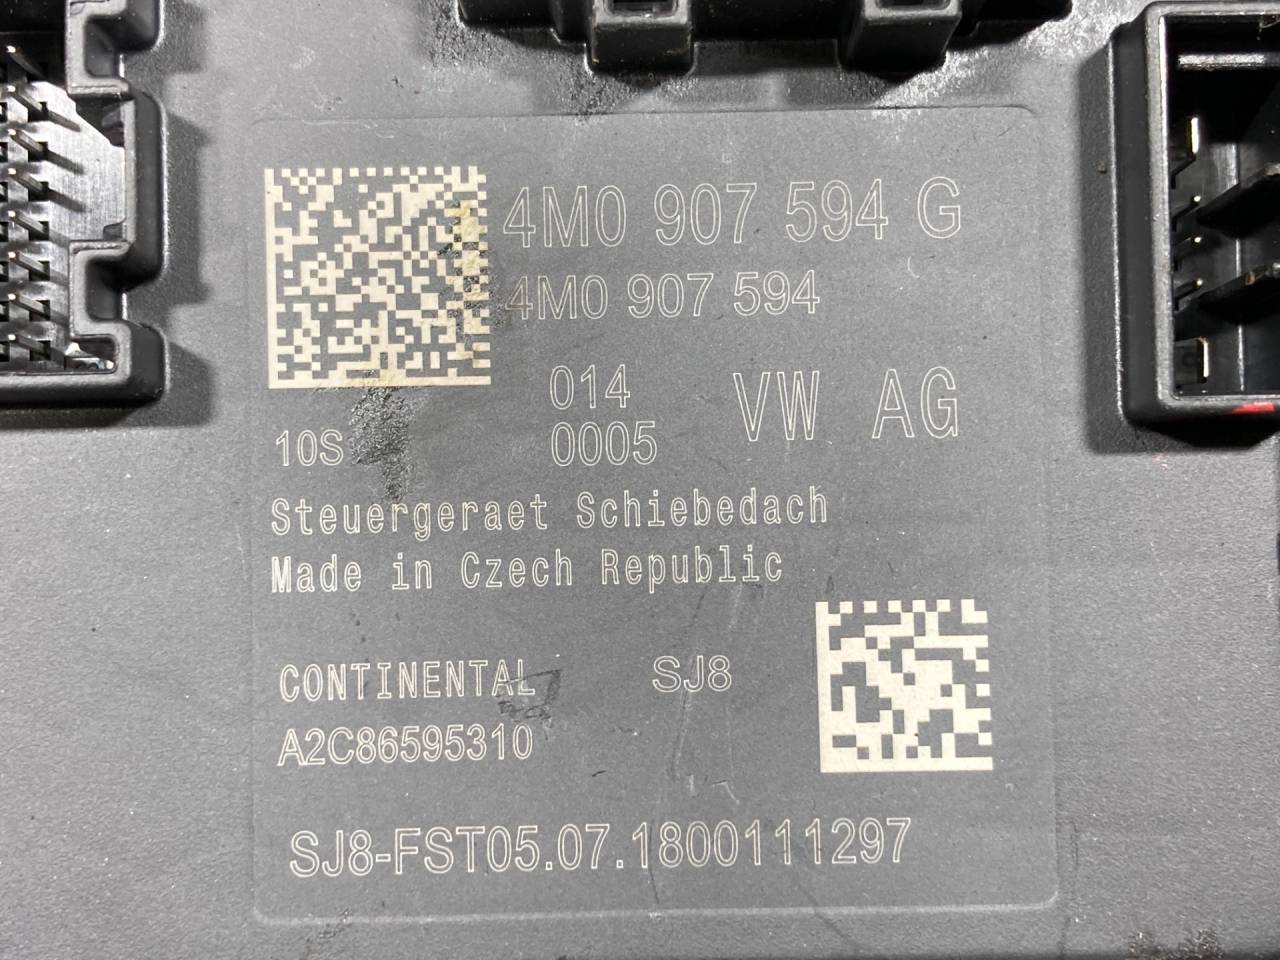 4M0 907 594 G
4M0 907 594
014
VW AG
10S
0005
Steuergeraet Schiebedach
Made in Czech Republic
CONTINENTAL
SJ8
A2C86595310
SJ8-FST05.07.1800111297